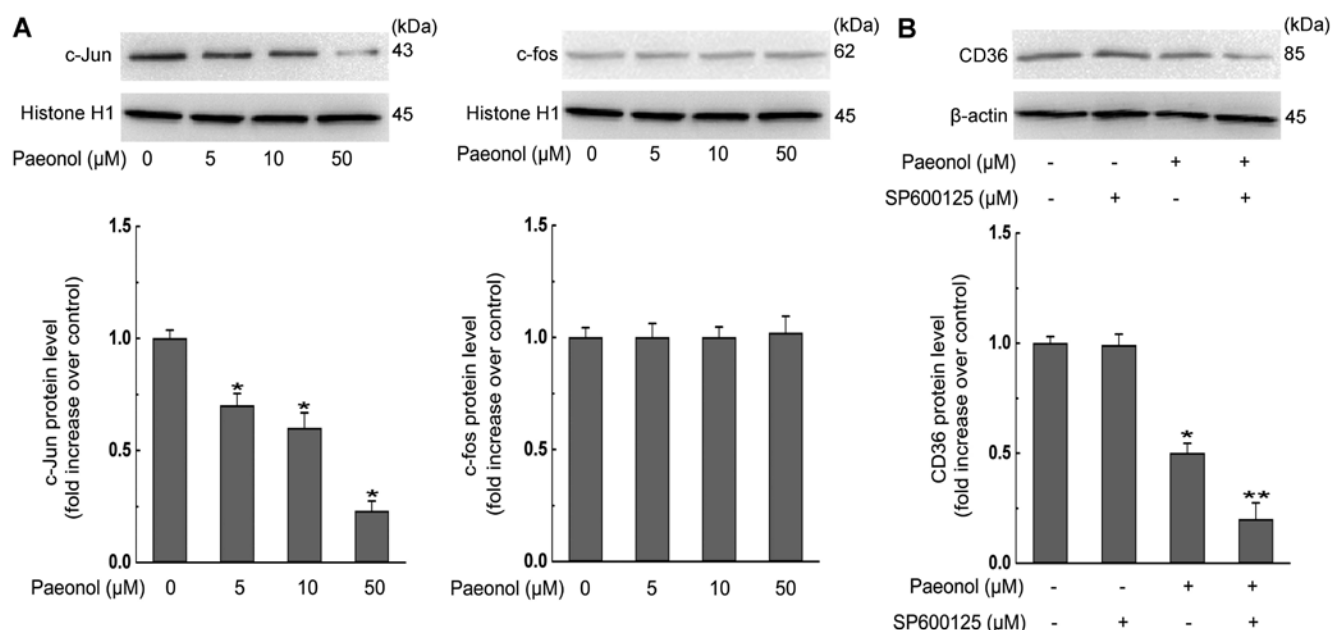 A
c-Jun
(kDa)
43
Histone H1
45
Paeonol (µM) 0 5 10 50
c-fos
(kDa)
62
Histone H1
45
Paeonol (µM) 0 5 10 50
c-Jun protein level
(fold increase over control)
1.5
1.0
0.5
0.0
* * *
Paeonol (µM) 0 5 10 50
c-fos protein level
(fold increase over control)
1.5
1.0
0.5
0.0
Paeonol (µM) 0 5 10 50
B
CD36
(kDa)
85
β-actin
45
Paeonol (µM) - - + +
SP600125 (µM) - + - +
CD36 protein level
(fold increase over control)
1.5
1.0
0.5
0.0
* **
Paeonol (µM) - - + +
SP600125 (µM) - + - +